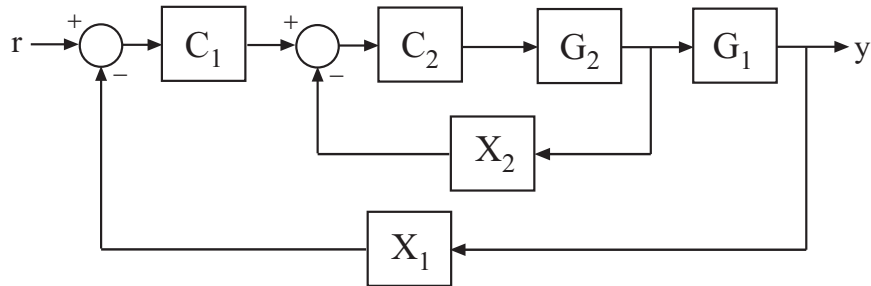 r + − C₁ + − C₂ G₂ G₁ y
X₂
X₁